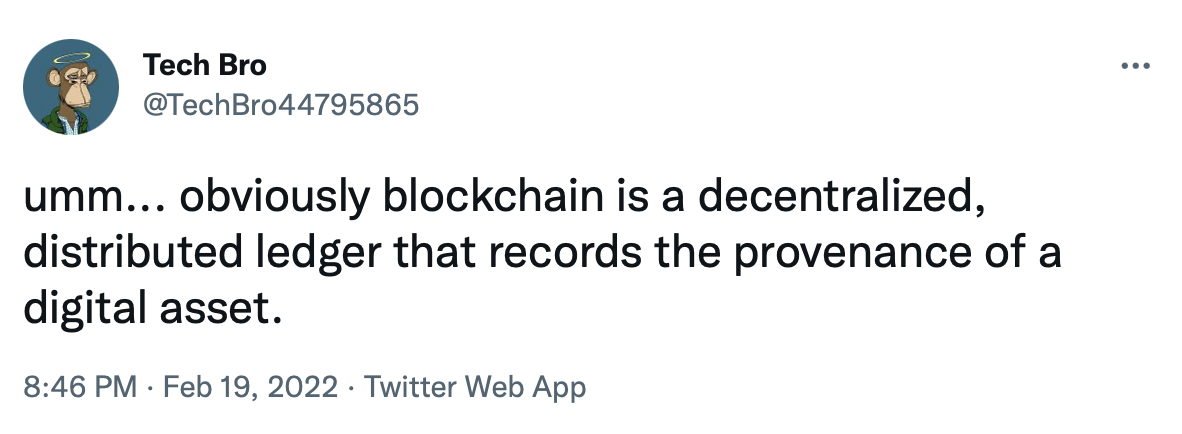 Tech Bro
@TechBro44795865
umm... obviously blockchain is a decentralized,
distributed ledger that records the provenance of a
digital asset.
8:46 PM · Feb 19, 2022 · Twitter Web App